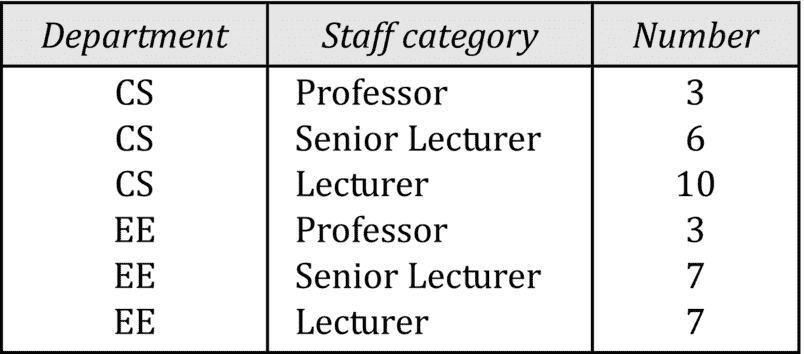 Department Staff category Number
CS Professor 3
CS Senior Lecturer 6
CS Lecturer 10
EE Professor 3
EE Senior Lecturer 7
EE Lecturer 7